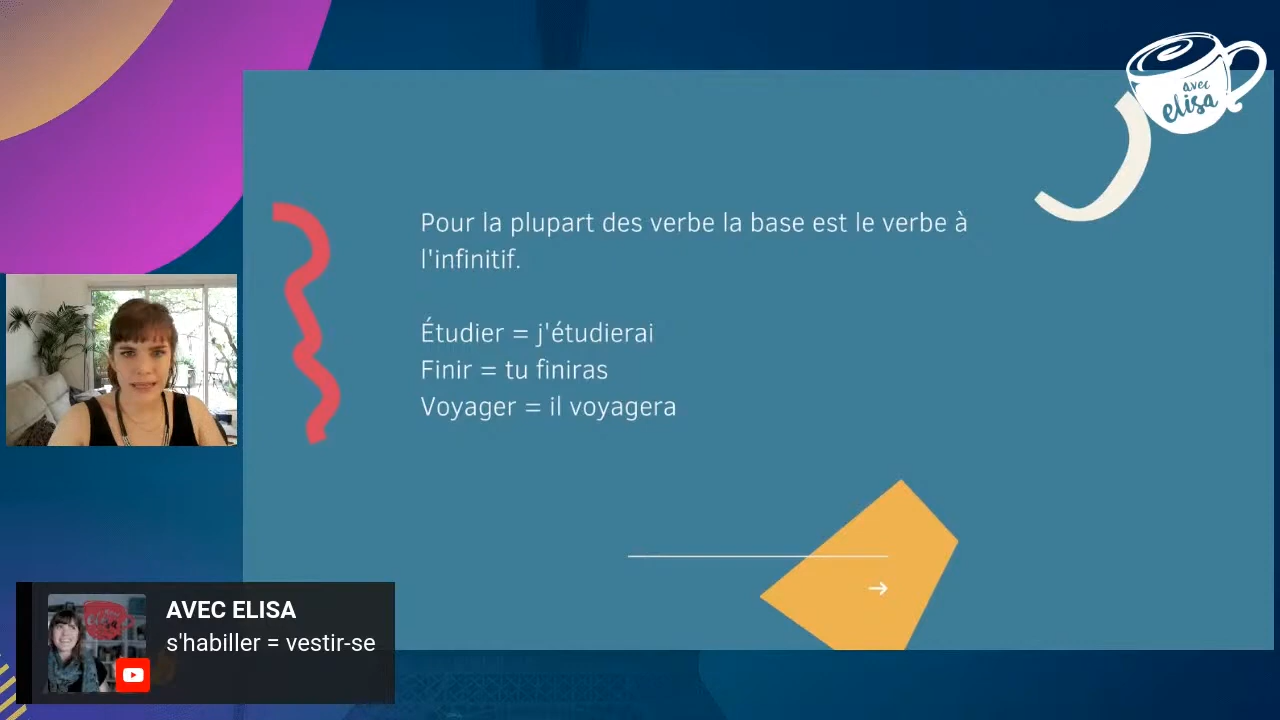 avec
elisa
Pour la plupart des verbe la base est le verbe à
l'infinitif.
Étudier = j'étudierai
Finir = tu finiras
Voyager = il voyagera
→
AVEC ELISA
s'habiller = vestir-se